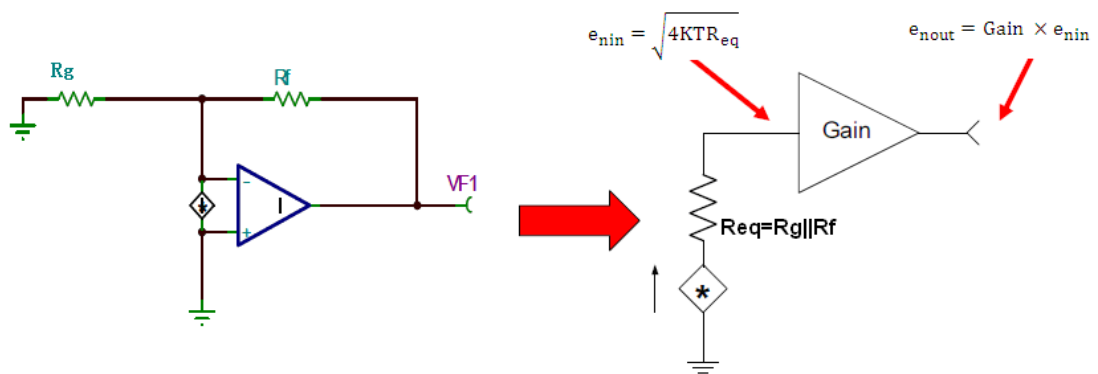 Rg
Rf
-
+
I
VF1
e_nin = √4KTR_eq
e_nout = Gain × e_nin
Gain
Req=Rg||Rf
*